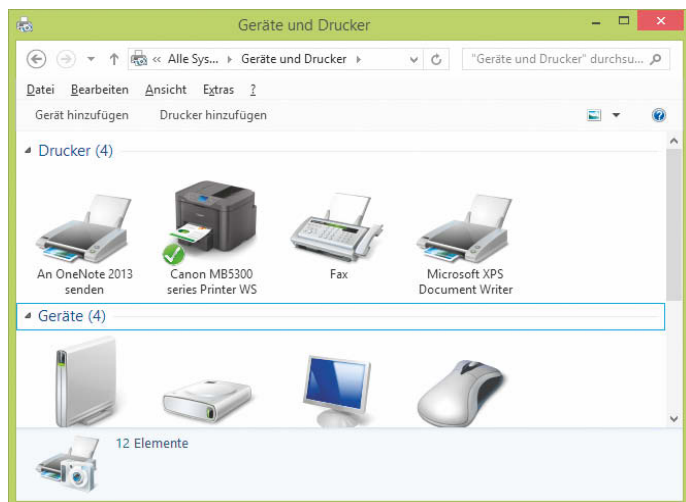 Geräte und Drucker
« Alle Sys... Geräte und Drucker
"Geräte und Drucker" durchsu...
Datei Bearbeiten Ansicht Extras ?
Gerät hinzufügen Drucker hinzufügen
Drucker (4)
An OneNote 2013
senden
Canon MB5300
series Printer WS
Fax
Microsoft XPS
Document Writer
Geräte (4)
12 Elemente